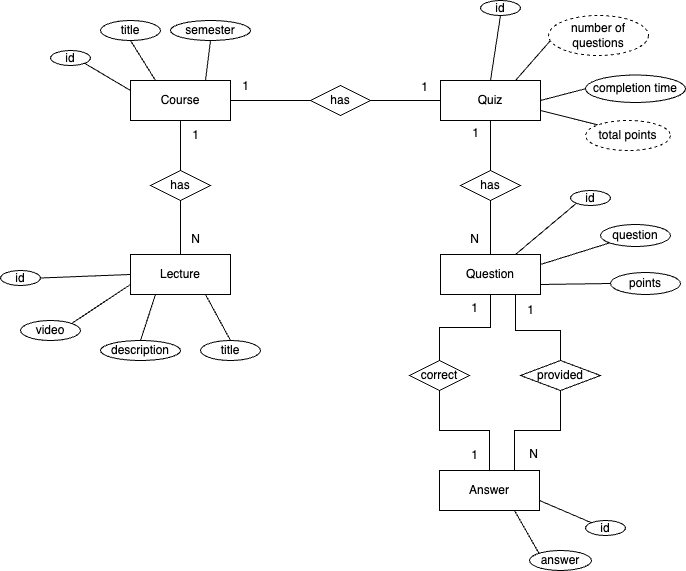 id
title
semester
number of
questions
id
completion time
Course
1
has
1
Quiz
total points
1
1
has
has
id
N
N
question
id
Lecture
Question
points
video
1
1
description
title
correct
provided
1
N
Answer
id
answer